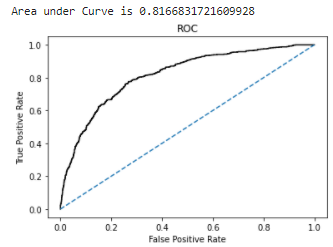 Area under Curve is 0.8166831721609928
ROC
1.0
0.8
0.6
0.4
0.2
0.0
True Positive Rate
0.0 0.2 0.4 0.6 0.8 1.0
False Positive Rate